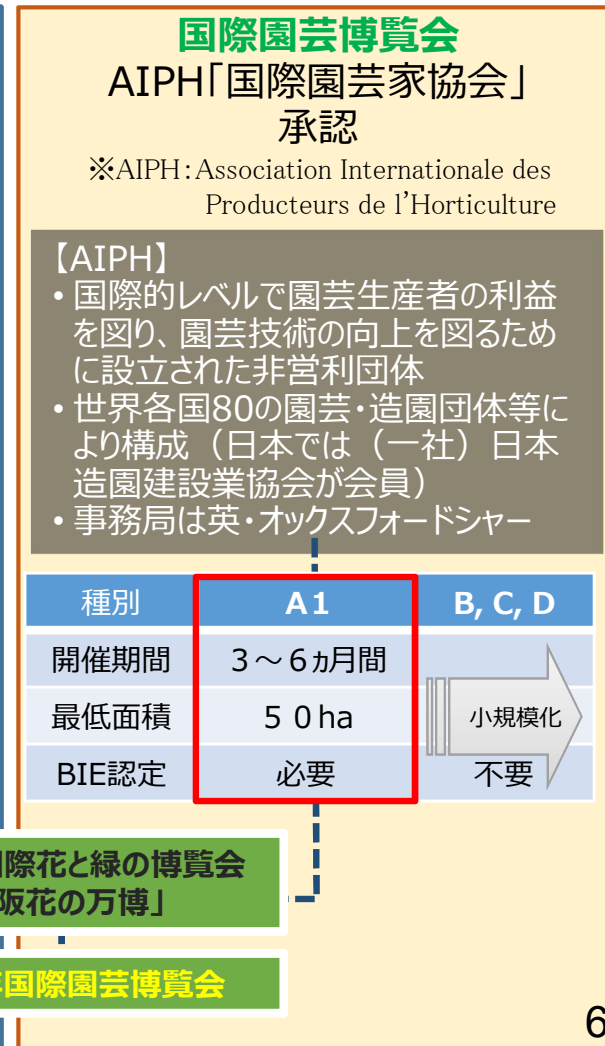 国際園芸博覧会
AIPH「国際園芸家協会」
承認
※AIPH：Association Internationale des
Producteurs de l’Horticulture
【AIPH】
• 国際的レベルで園芸生産者の利益
を図り、園芸技術の向上を図るため
に設立された非営利団体
• 世界各国80の園芸・造園団体等に
より構成（日本では（一社）日本
造園建設業協会が会員）
• 事務局は英・オックスフォードシャー
種別 A1 B, C, D
開催期間 3～6ヵ月間
最低面積 50ha 小規模化
BIE認定 必要 不要
際花と緑の博覧会
阪花の万博」
国際園芸博覧会
6